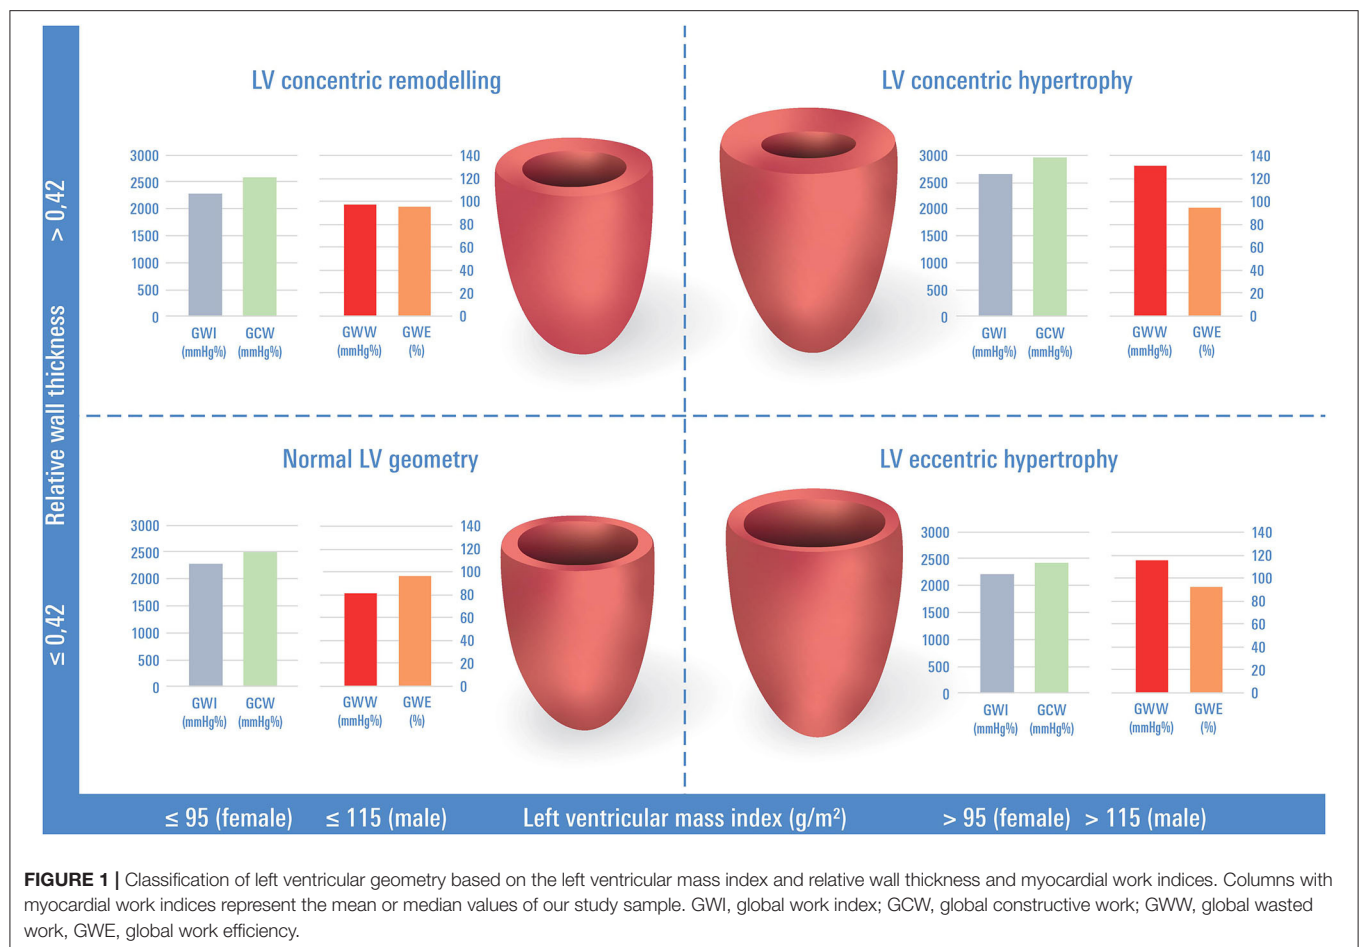 LV concentric remodelling
3000
2500
2000
1500
1000
500
0
GWI
(mmHg%)
GCW
(mmHg%)
140
120
100
80
60
40
20
0
GWW
(mmHg%)
GWE
(%)
LV concentric hypertrophy
3000
2500
2000
1500
1000
500
0
GWI
(mmHg%)
GCW
(mmHg%)
140
120
100
80
60
40
20
0
GWW
(mmHg%)
GWE
(%)
Relative wall thickness
> 0,42
≤ 0,42
Normal LV geometry
3000
2500
2000
1500
1000
500
0
GWI
(mmHg%)
GCW
(mmHg%)
140
120
100
80
60
40
20
0
GWW
(mmHg%)
GWE
(%)
LV eccentric hypertrophy
3000
2500
2000
1500
1000
500
0
GWI
(mmHg%)
GCW
(mmHg%)
140
120
100
80
60
40
20
0
GWW
(mmHg%)
GWE
(%)
≤ 95 (female) ≤ 115 (male) Left ventricular mass index (g/m²) > 95 (female) > 115 (male)
FIGURE 1 | Classification of left ventricular geometry based on the left ventricular mass index and relative wall thickness and myocardial work indices. Columns with
myocardial work indices represent the mean or median values of our study sample. GWI, global work index; GCW, global constructive work; GWW, global wasted
work, GWE, global work efficiency.